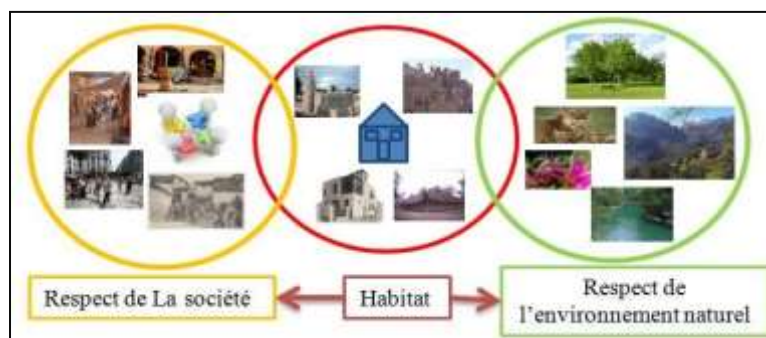 Respect de La société
Habitat
Respect de
l'environnement naturel